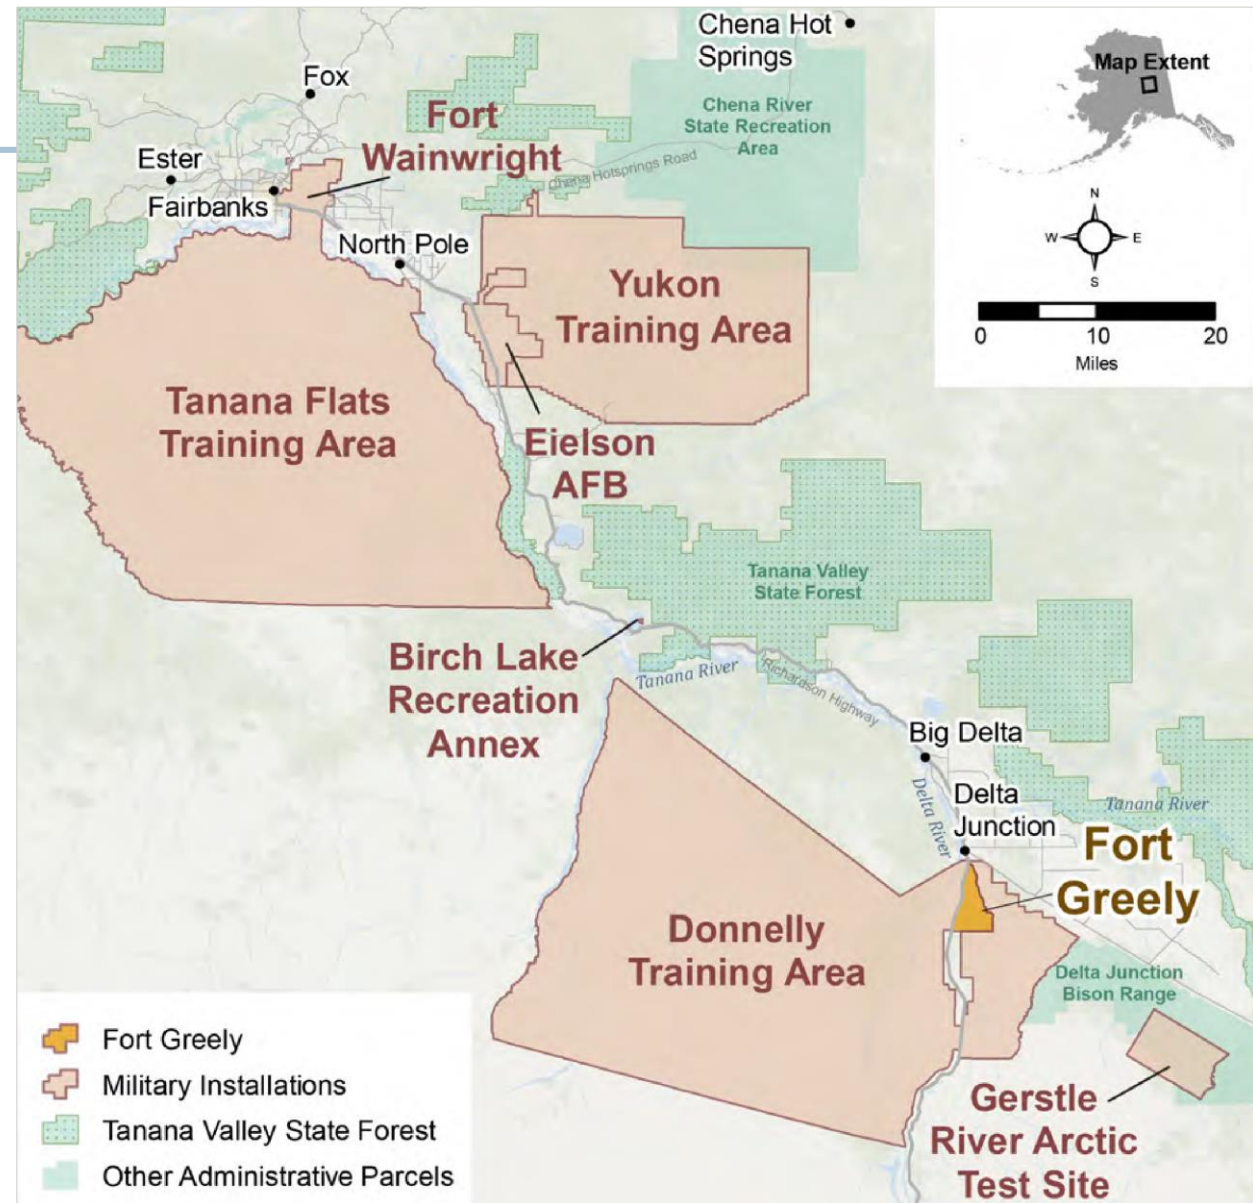 Chena Hot
Springs
Map Extent
Fox
Fort
Wainwright
Chena River
State Recreation
Area
Ester
Chena Hotsprings Road
Fairbanks
N
W
E
S
North Pole
Yukon
Training Area
0
10
20
Miles
Tanana Flats
Training Area
Eielson
AFB
Tanana Valley
State Forest
Birch Lake
Recreation
Annex
Tanana River
Richardson Highway
Big Delta
Delta River
Delta
Junction
Tanana River
Fort
Greely
Donnelly
Training Area
Delta Junction
Bison Range
Fort Greely
Military Installations
Tanana Valley State Forest
Other Administrative Parcels
Gerstle
River Arctic
Test Site